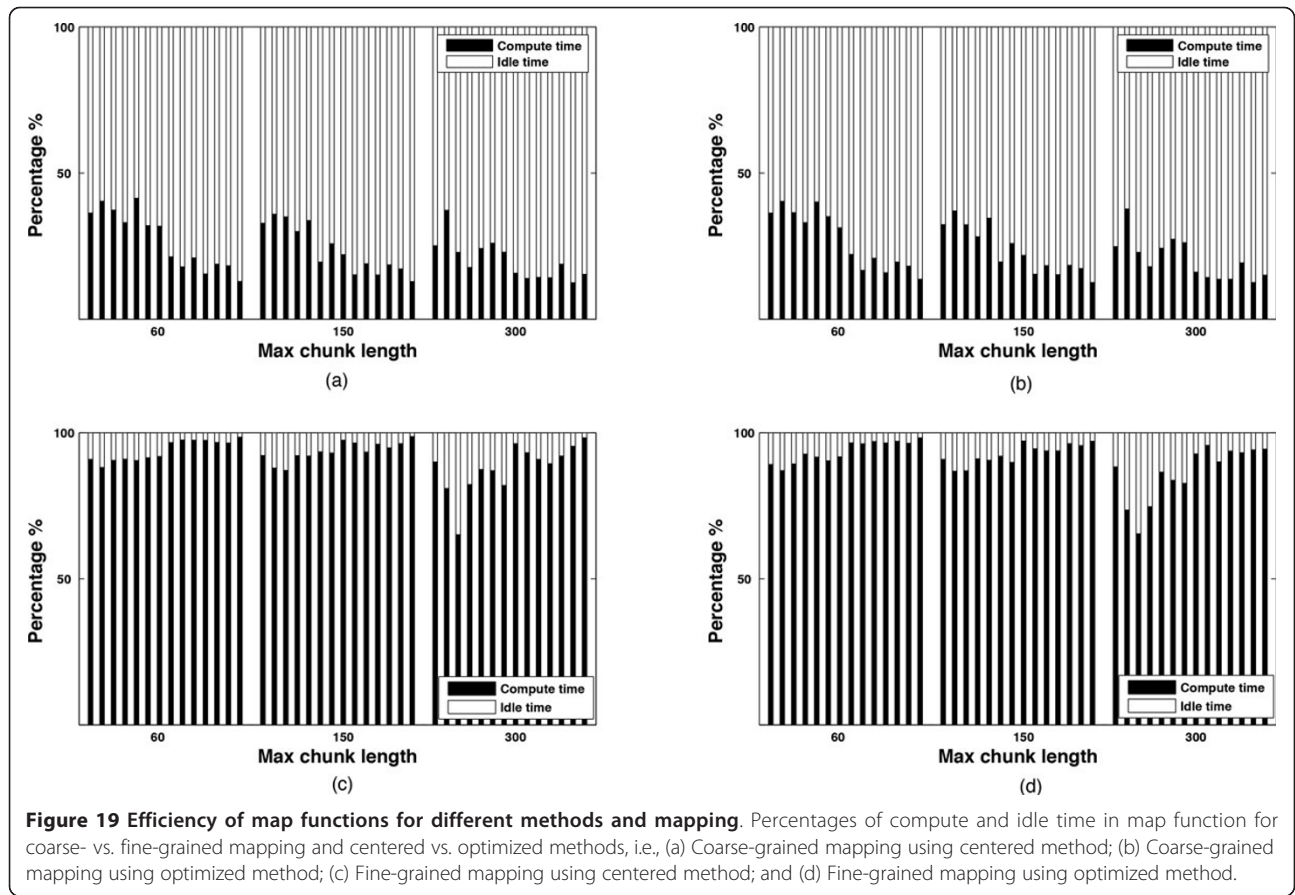 100
50
Percentage %
Compute time
Idle time
60
150
300
Max chunk length
(a)
100
50
Percentage %
Compute time
Idle time
60
150
300
Max chunk length
(b)
100
50
Percentage %
Compute time
Idle time
60
150
300
Max chunk length
(c)
100
50
Percentage %
Compute time
Idle time
60
150
300
Max chunk length
(d)
Figure 19 Efficiency of map functions for different methods and mapping. Percentages of compute and idle time in map function for
coarse- vs. fine-grained mapping and centered vs. optimized methods, i.e., (a) Coarse-grained mapping using centered method; (b) Coarse-grained
mapping using optimized method; (c) Fine-grained mapping using centered method; and (d) Fine-grained mapping using optimized method.